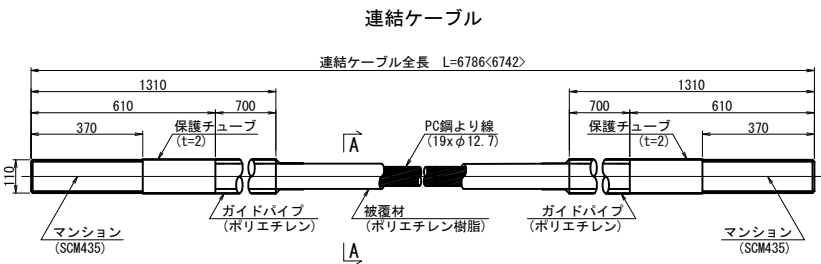 連結ケーブル
連結ケーブル全長 L=6786<6742>
1310 1310
610 700 700 610
370 保護チューブ (t=2) PC鋼より線 (19xφ12.7) 保護チューブ (t=2) 370
A
110
マンション (SCM435) ガイドパイプ (ポリエチレン) 被覆材 (ポリエチレン樹脂) ガイドパイプ (ポリエチレン) マンション (SCM435)
A